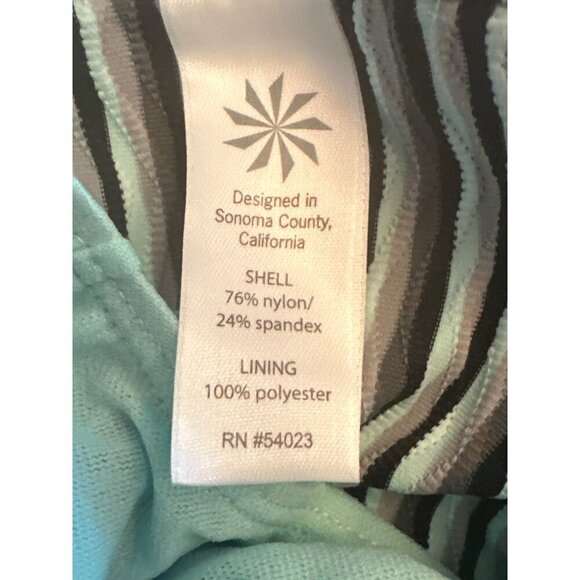 Designed in
Sonoma County,
California
SHELL
76% nylon/
24% spandex
LINING
100% polyester
RN #54023